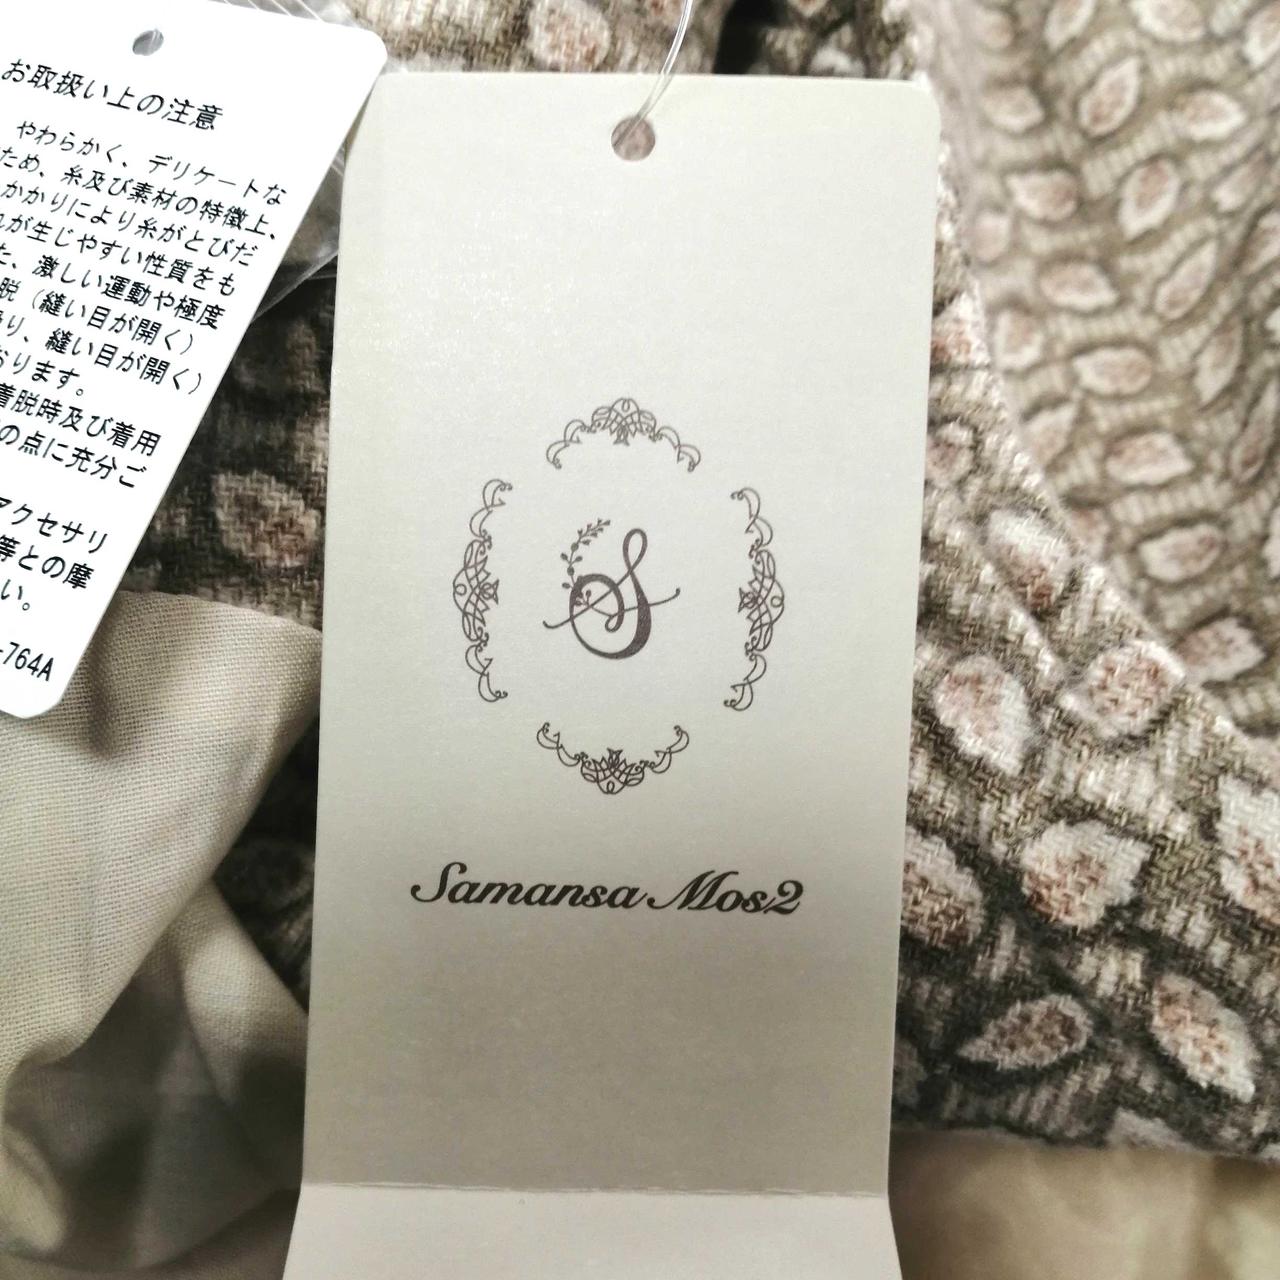 お取扱い上の注意
やわらかく、デリケートな
ため、糸及び素材の特徴上、
かかりにより糸がとびだ
が生じやすい性質をも
た、激しい運動や極度
脱（縫い目が開く）
り、縫い目が開く）
おります。
着脱時及び着用
の点に充分ご
アクセサリ
等との摩
い。
-764A
S
Samansa Mos2